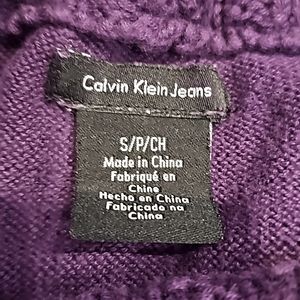 Calvin Klein Jeans
S/P/CH
Made in China
Fabriqué en
Chine
Hecho en China
Fabricado na
China